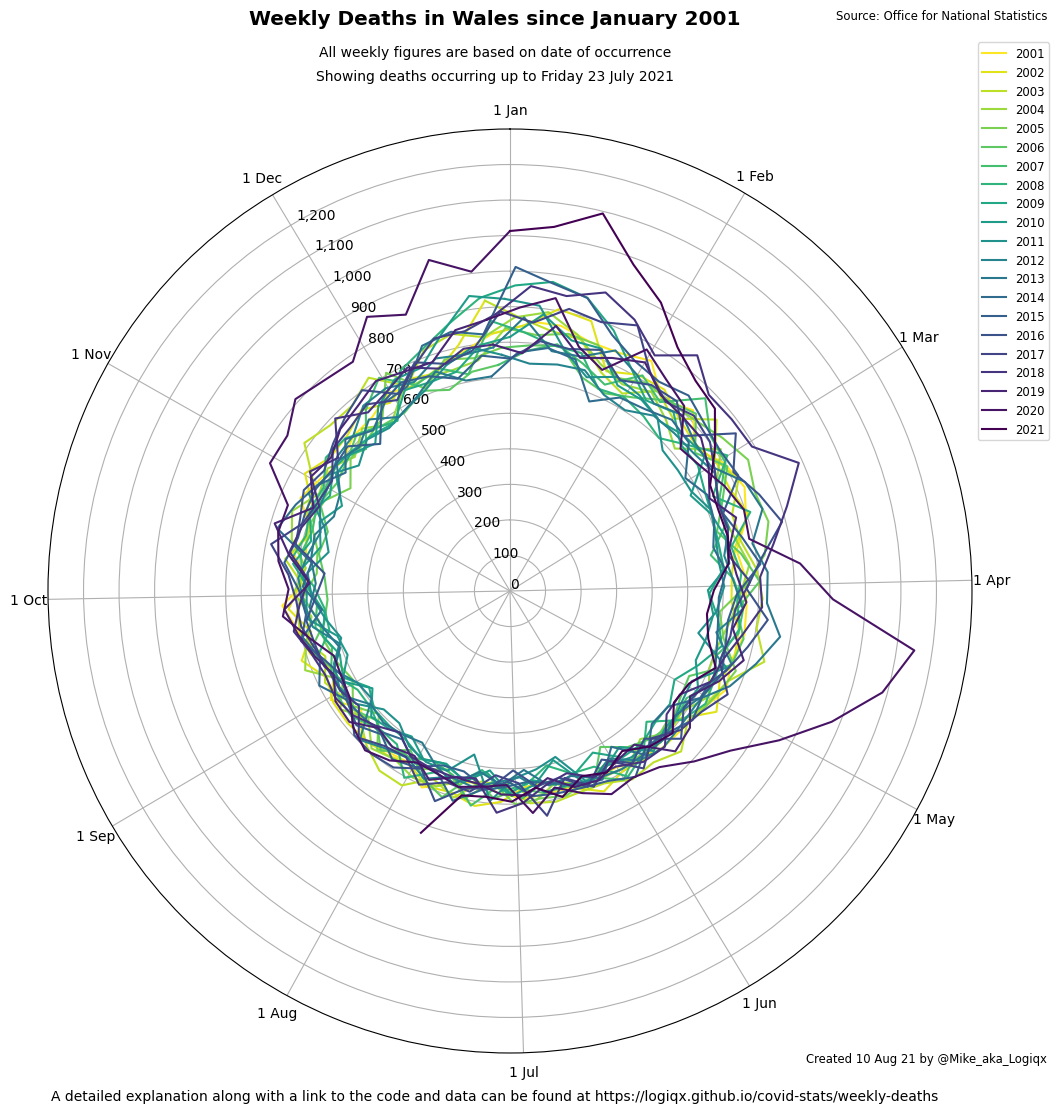 Weekly Deaths in Wales since January 2001
Source: Office for National Statistics
All weekly figures are based on date of occurrence
Showing deaths occurring up to Friday 23 July 2021
2001
2002
2003
2004
2005
2006
2007
2008
2009
2010
2011
2012
2013
2014
2015
2016
2017
2018
2019
2020
2021
1 Jan
1 Feb
1 Mar
1 Apr
1 May
1 Jun
1 Jul
1 Aug
1 Sep
1 Oct
1 Nov
1 Dec
1,200
1,100
1,000
900
800
700
600
500
400
300
200
100
0
Created 10 Aug 21 by @Mike_aka_Logiqx
A detailed explanation along with a link to the code and data can be found at https://logiqx.github.io/covid-stats/weekly-deaths